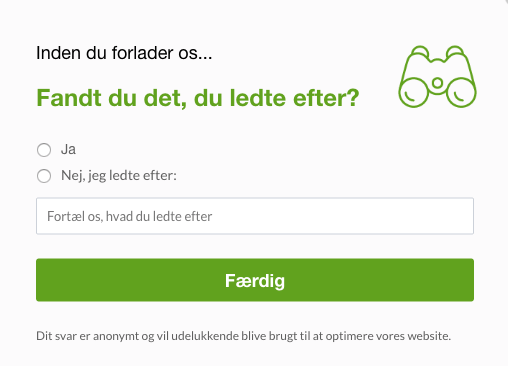 Inden du forlader os...
Fandt du det, du ledte efter?
Ja
Nej, jeg ledte efter:
Fortæl os, hvad du ledte efter
Færdig
Dit svar er anonymt og vil udelukkende blive brugt til at optimere vores website.